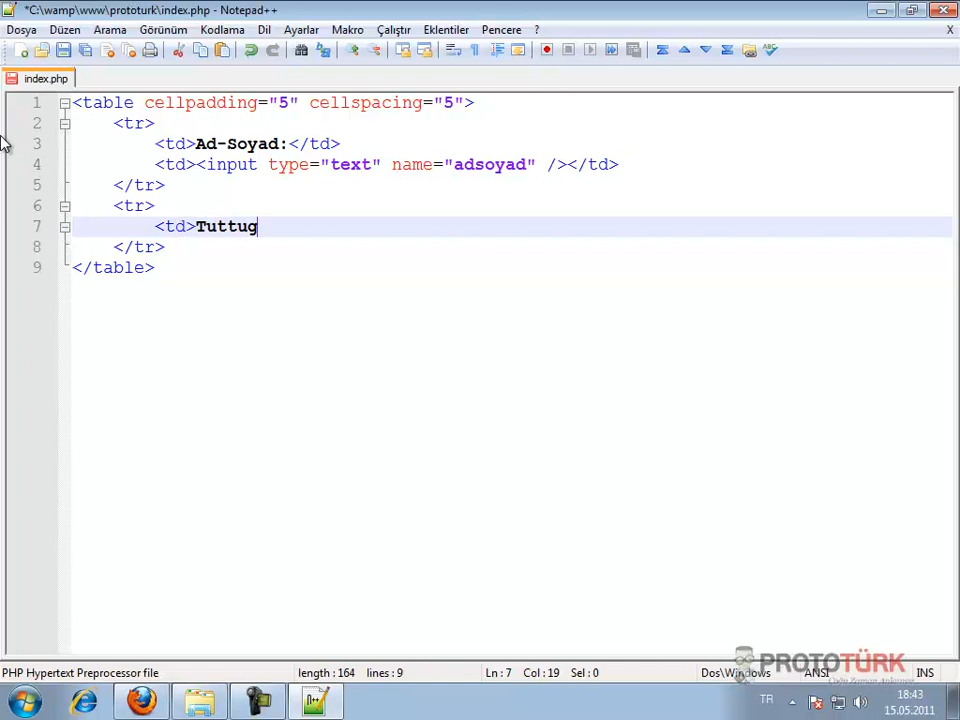 *C:\wamp\www\prototurk\index.php - Notepad++
Dosya Düzen Arama Görünüm Kodlama Dil Ayarlar Makro Çalıştır Eklentiler Pencere ? X
index.php
1 <table cellpadding="5" cellspacing="5">
2 <tr>
3 <td>Ad-Soyad:</td>
4 <td><input type="text" name="adsoyad" /></td>
5 </tr>
6 <tr>
7 <td>Tuttug
8 </tr>
9 </table>
PROTOTÜRK
PHP Hypertext Preprocessor file length : 164 lines : 9 Ln : 7 Col : 19 Sel : 0 Dos\Windows ANSI INS
TR 18:43
15.05.2011